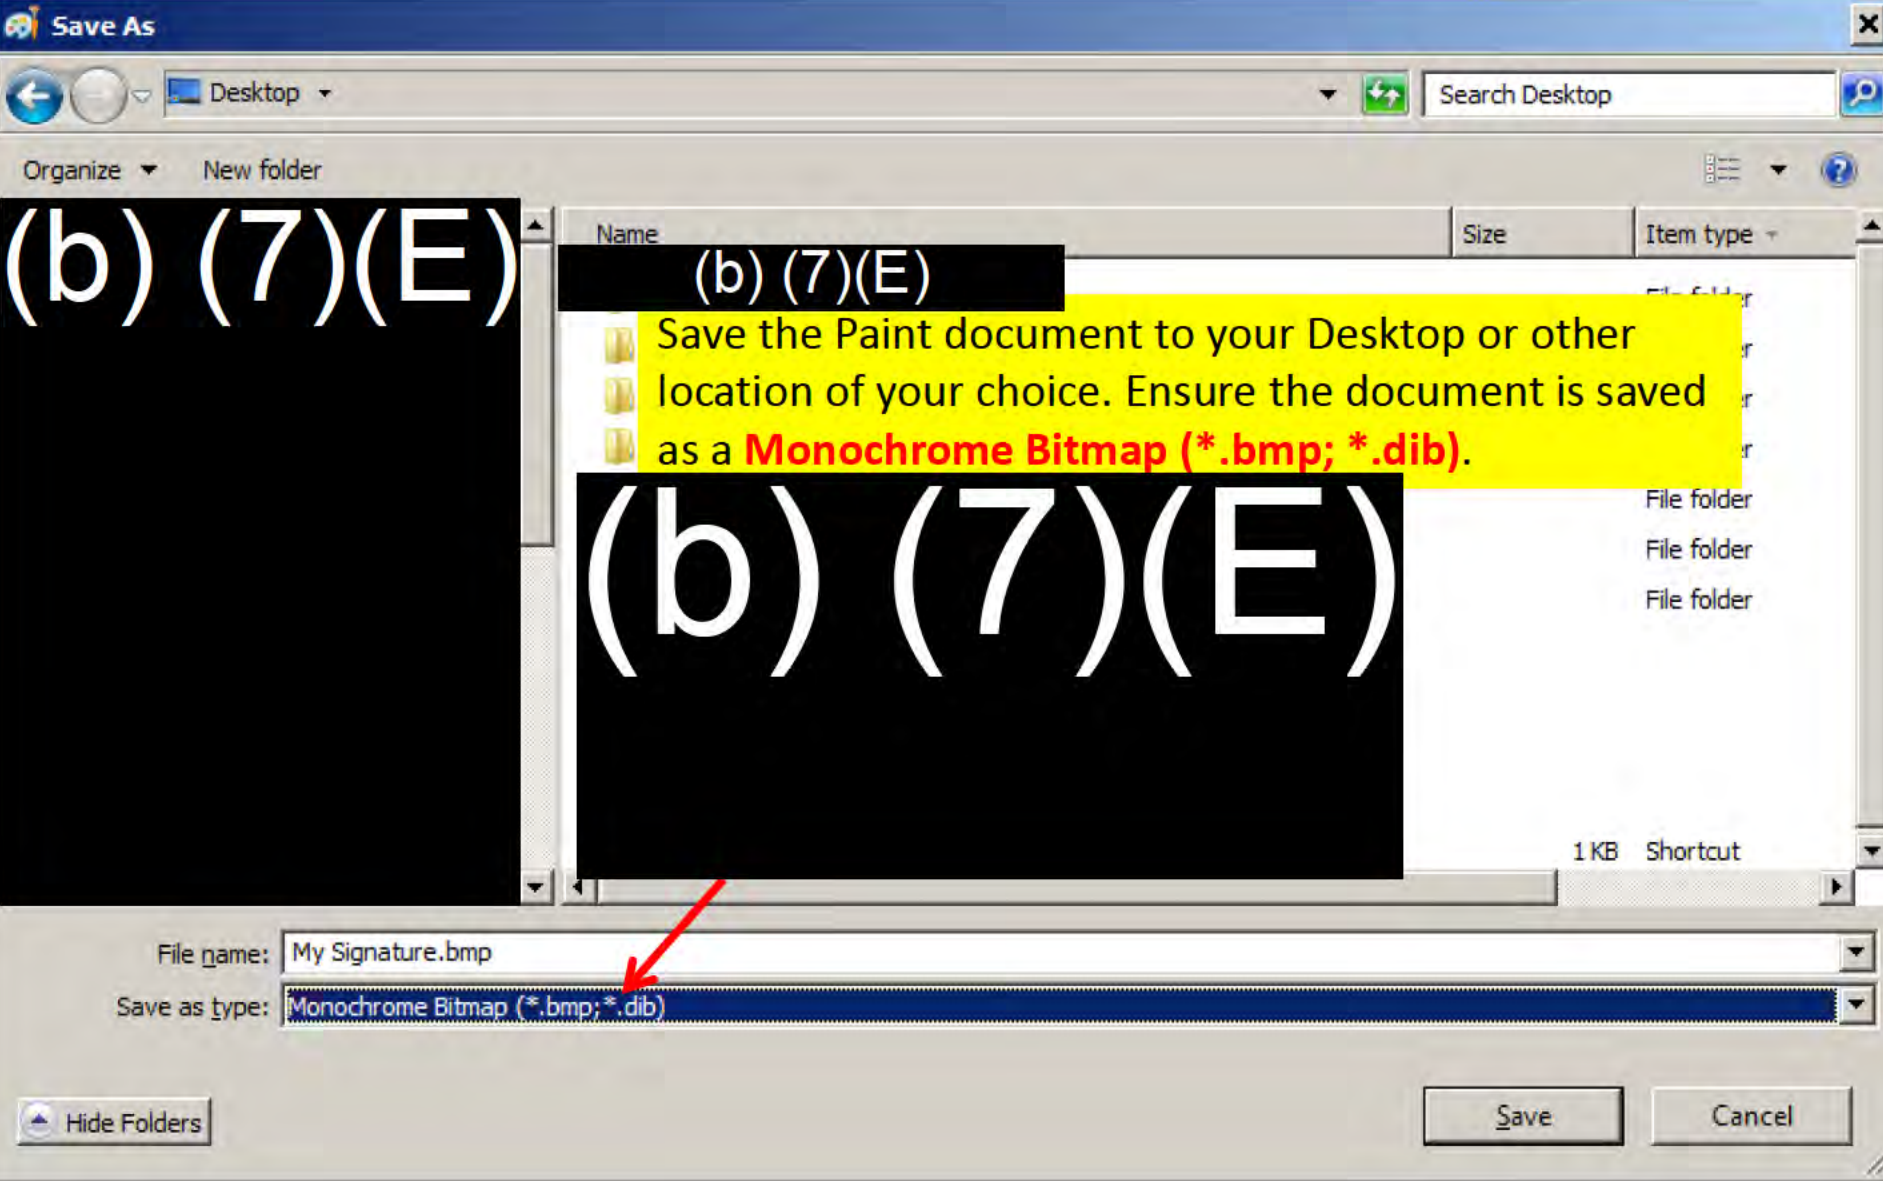 Save As
Desktop
Search Desktop
Organize
New folder
Name
Size
Item type
(b) (7)(E)
(b) (7)(E)
Save the Paint document to your Desktop or other
location of your choice. Ensure the document is saved
as a Monochrome Bitmap (*.bmp; *.dib).
(b) (7)(E)
File folder
File folder
File folder
1 KB Shortcut
File name: My Signature.bmp
Save as type: Monochrome Bitmap (*.bmp;*.dib)
Hide Folders
Save
Cancel